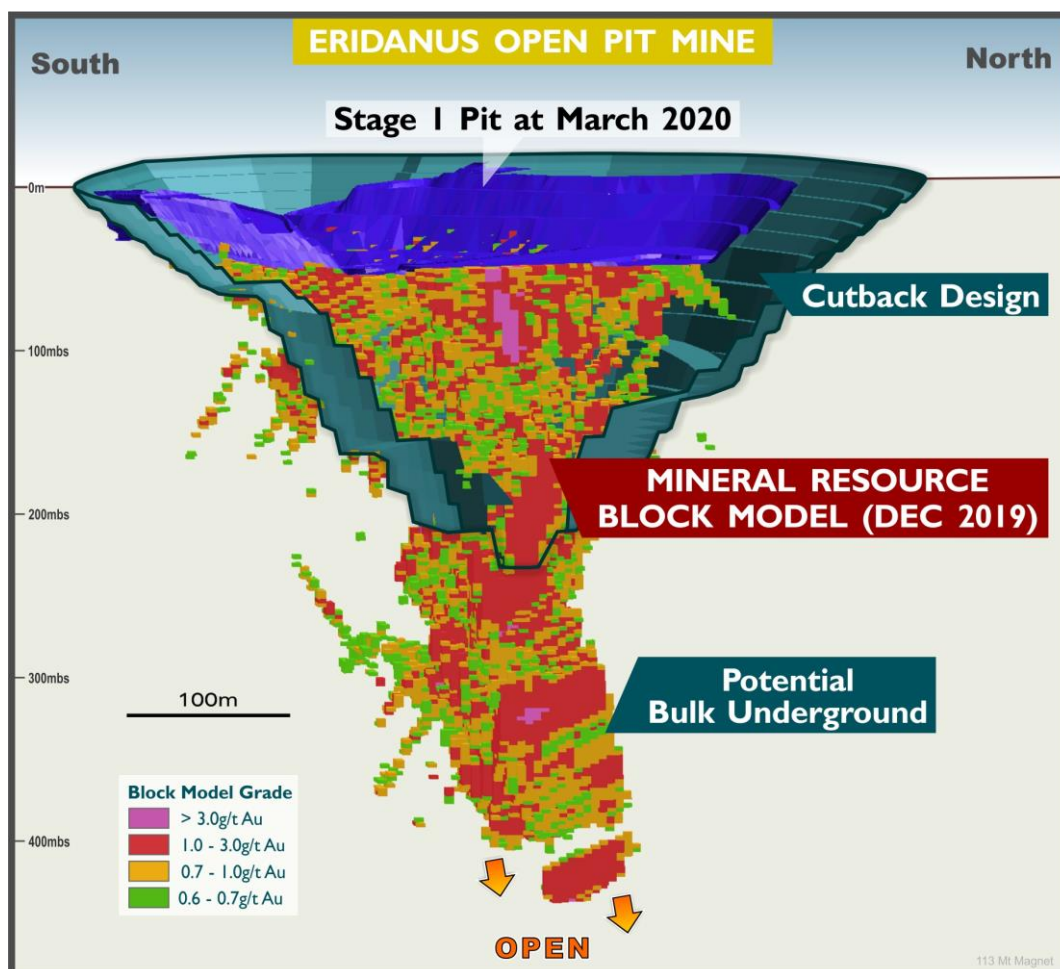 ERIDANUS OPEN PIT MINE
South
North
Stage 1 Pit at March 2020
0m
Cutback Design
100mbs
MINERAL RESOURCE
BLOCK MODEL (DEC 2019)
200mbs
300mbs
Potential
Bulk Underground
100m
Block Model Grade
> 3.0g/t Au
1.0 - 3.0g/t Au
0.7 - 1.0g/t Au
0.6 - 0.7g/t Au
400mbs
OPEN
113 Mt Magnet